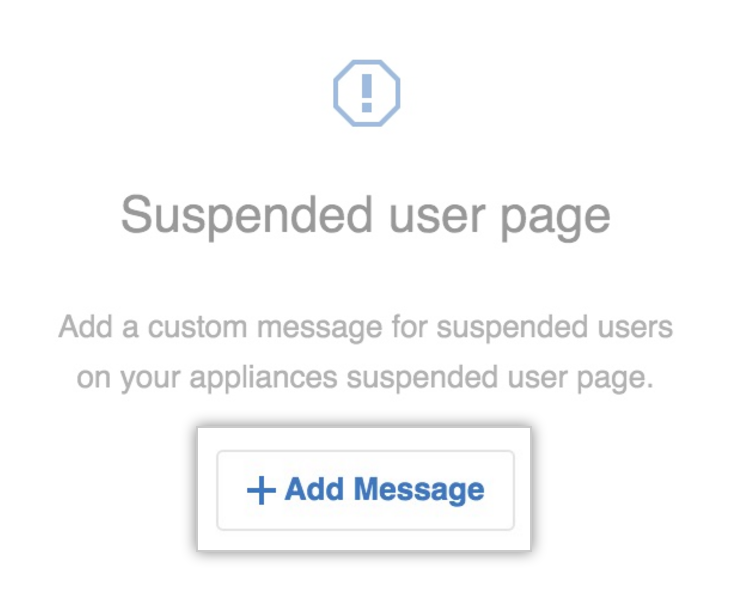 Suspended user page
Add a custom message for suspended users
on your appliances suspended user page.
+ Add Message